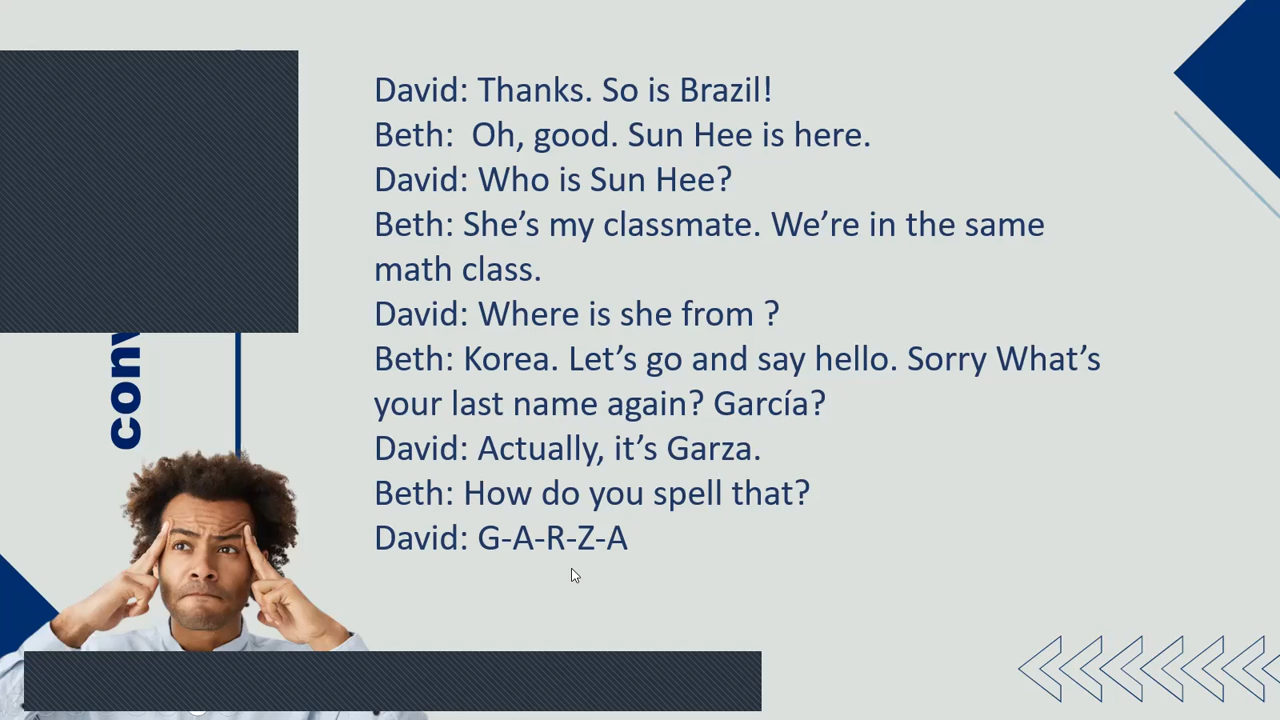 David: Thanks. So is Brazil!
Beth:  Oh, good. Sun Hee is here.
David: Who is Sun Hee?
Beth: She’s my classmate. We’re in the same
math class.
David: Where is she from ?
Beth: Korea. Let’s go and say hello. Sorry What’s
your last name again? García?
David: Actually, it’s Garza.
Beth: How do you spell that?
David: G-A-R-Z-A